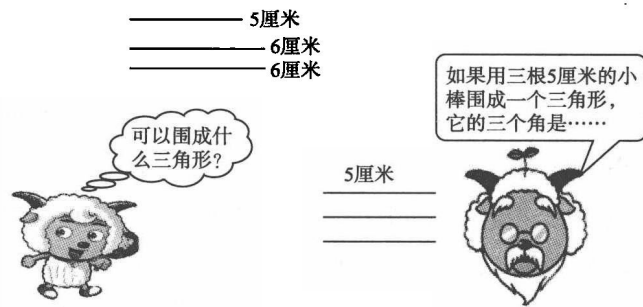 5厘米
6厘米
6厘米
可以围成什
么三角形?
如果用三根5厘米的小
棒围成一个三角形,
它的三个角是……
5厘米